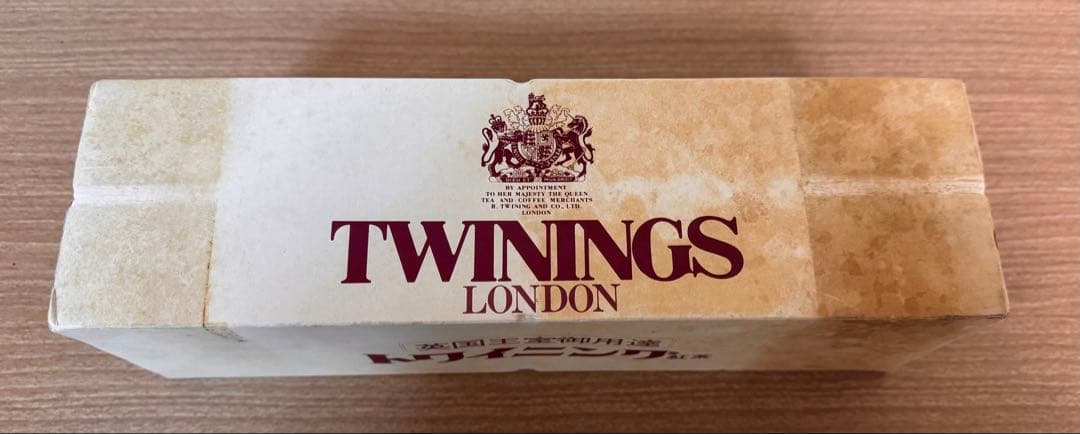 BY APPOINTMENT
TO HER MAJESTY THE QUEEN
TEA AND COFFEE MERCHANTS
R. TWINING AND CO., LTD.
LONDON
TWININGS
LONDON
英国王室御用達
トワイニング紅茶